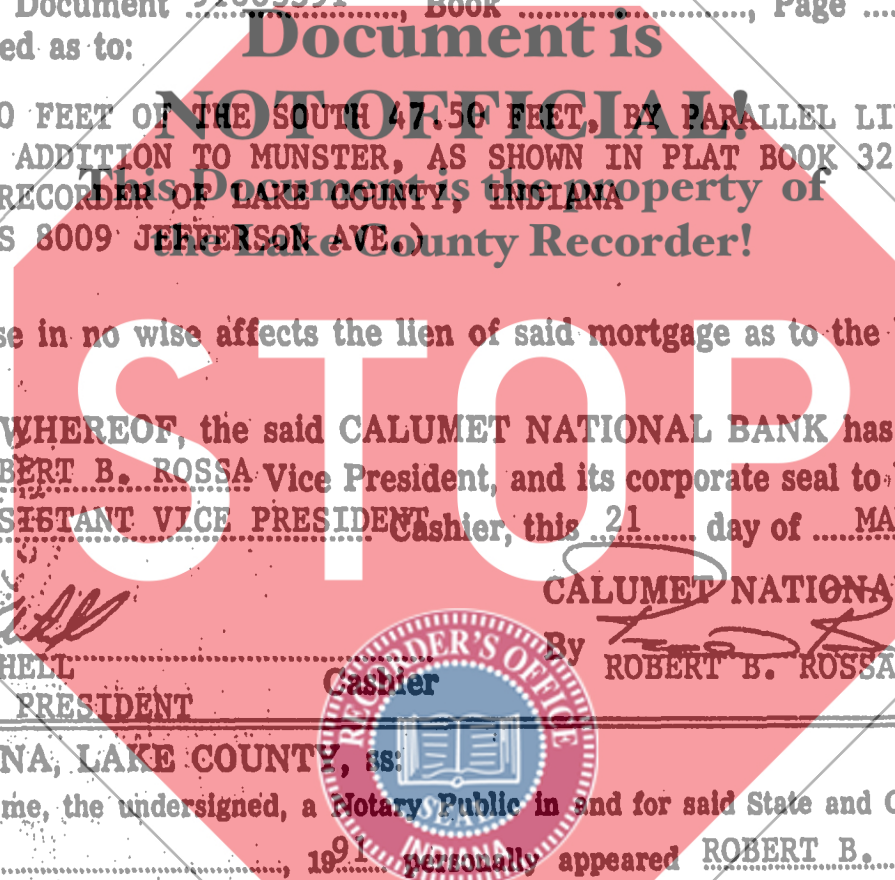 Document 91003391, Book ........, Page ....
ed as to:
Document is
NOT OFFICIAL!
This Document is the property of
the Lake County Recorder!
0 FEET OF THE SOUTH 47.50 FEET, BY PARALLEL LI
ADDITION TO MUNSTER, AS SHOWN IN PLAT BOOK 32
RECORDER OF LAKE COUNTY, INDIANA
S 8009 JEFFERSON AVE.)
se in no wise affects the lien of said mortgage as to the
STOP
WHEREOF, the said CALUMET NATIONAL BANK has
BERT B. ROSSA Vice President, and its corporate seal to
SISTANT VICE PRESIDENT Cashier, this 21 day of MA
CALUMET NATIONA
By
HELL
Cashier
ROBERT B. ROSSA
PRESIDENT
NA, LAKE COUNTY, ss:
me, the undersigned, a Notary Public in and for said State and C
, 1991 personally appeared ROBERT B.
RECORDER'S OFFICE
SEAL
INDIANA